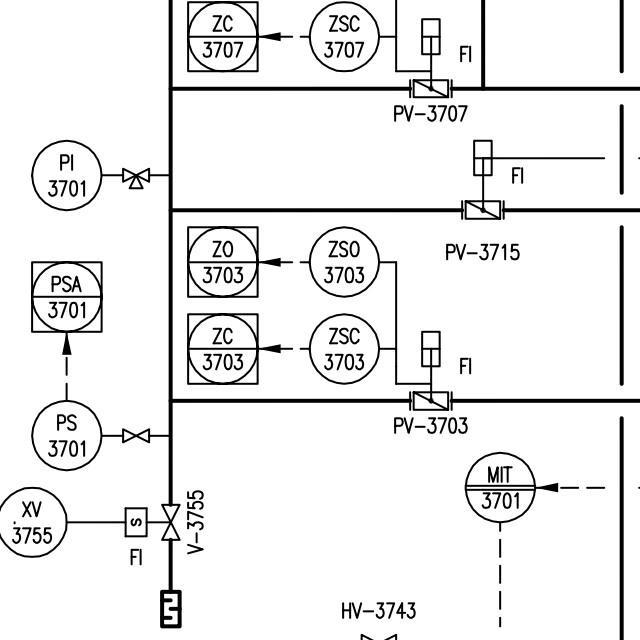 ZC
3707
ZSC
3707
FI
PV-3707
PI
3701
FI
PV-3715
ZO
3703
ZSO
3703
PSA
3701
ZC
3703
ZSC
3703
FI
PV-3703
PS
3701
MIT
3701
XV
3755
S
V-3755
FI
HV-3743